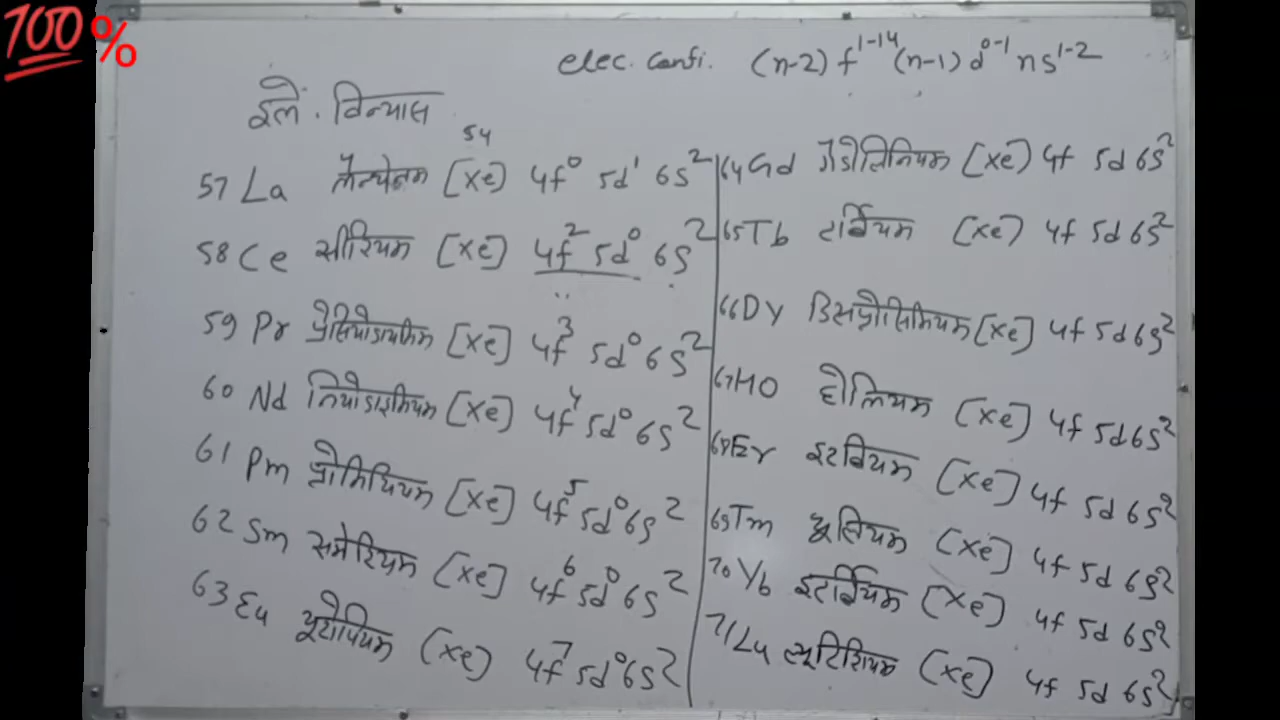 100%
elec. confi. (n-2) f¹⁻¹⁴ (n-1) d⁰⁻¹ ns¹⁻²
इले. विन्यास
54
57 La लैन्थेनम [Xe] 4f⁰ 5d¹ 6s²
58 Ce सीरियम [Xe] 4f² 5d⁰ 6s²
59 Pr [Xe] 4f³ 5d⁰ 6s²
60 Nd नियोडाइमियम [Xe] 4f⁴ 5d⁰ 6s²
61 Pm प्रोमिथियम [Xe] 4f⁵ 5d⁰ 6s²
62 Sm समेरियम [Xe] 4f⁶ 5d⁰ 6s²
63 Eu यूरोपियम [Xe] 4f⁷ 5d⁰ 6s²
64 Gd गैडोलिनियम [Xe] 4f 5d 6s²
65 Tb टर्बियम [Xe] 4f 5d 6s²
66 Dy डिसप्रोसिमियम [Xe] 4f 5d 6s²
67 Ho होलियम [Xe] 4f 5d 6s²
68 Er इरबियम [Xe] 4f 5d 6s²
69 Tm थूलियम [Xe] 4f 5d 6s²
70 Yb इटर्बियम [Xe] 4f 5d 6s²
71 Lu ल्यूटिशियम [Xe] 4f 5d 6s²